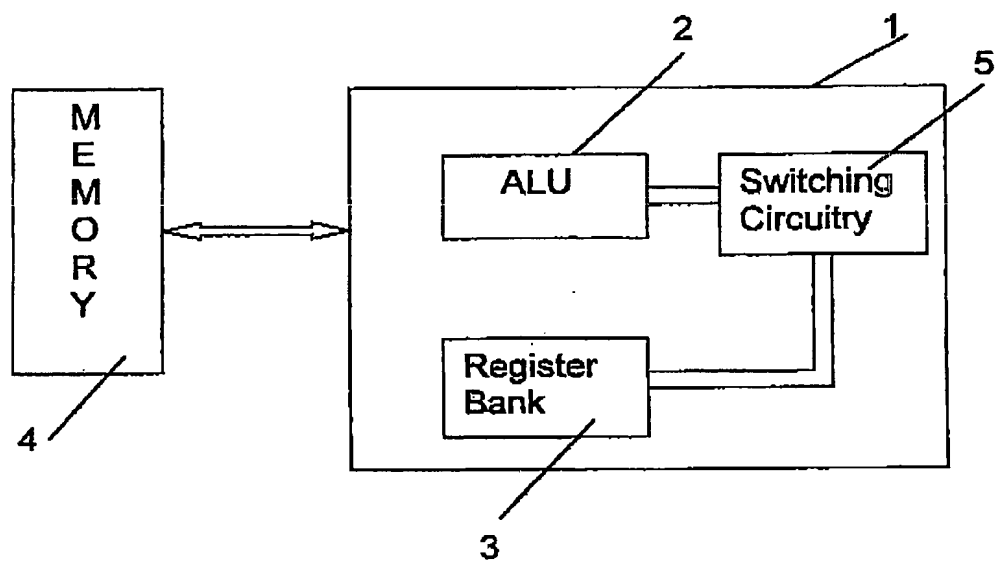 1
2
5
M
E
M
O
R
Y
ALU
Switching
Circuitry
Register
Bank
4
3